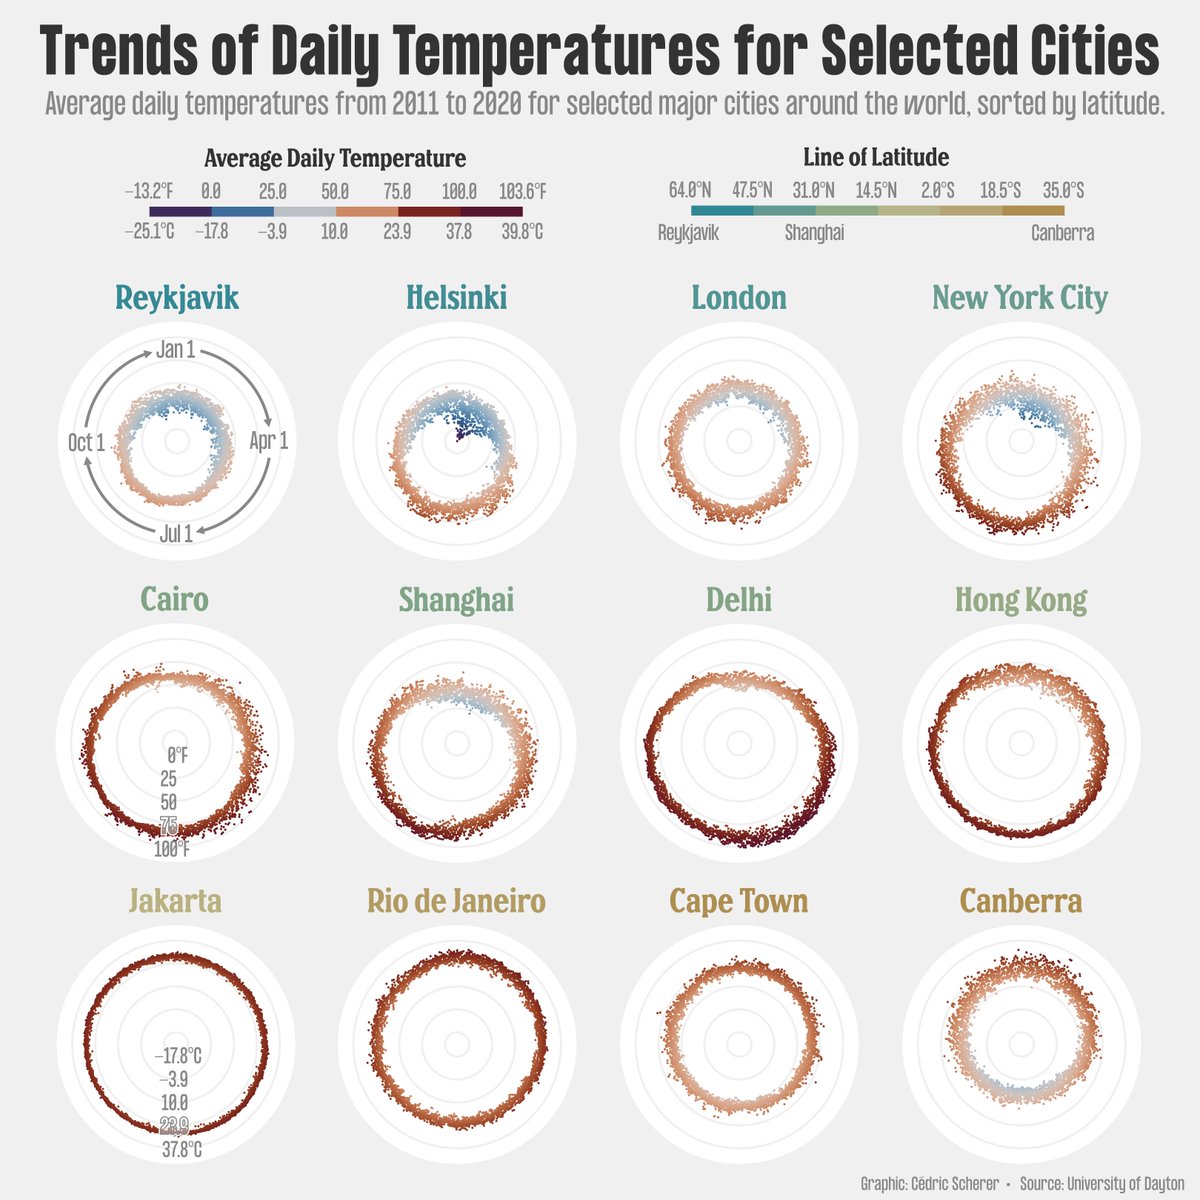 Trends of Daily Temperatures for Selected Cities
Average daily temperatures from 2011 to 2020 for selected major cities around the world, sorted by latitude.
Average Daily Temperature
−13.2°F 0.0 25.0 50.0 75.0 100.0 103.6°F
−25.1°C −17.8 −3.9 10.0 23.9 37.8 39.8°C
Line of Latitude
64.0°N 47.5°N 31.0°N 14.5°N 2.0°S 18.5°S 35.0°S
Reykjavik Shanghai Canberra
Reykjavik Helsinki London New York City
Jan 1
Oct 1 Apr 1
Jul 1
Cairo Shanghai Delhi Hong Kong
0°F
25
50
75
100°F
Jakarta Rio de Janeiro Cape Town Canberra
−17.8°C
−3.9
10.0
23.9
37.8°C
Graphic: Cédric Scherer • Source: University of Dayton